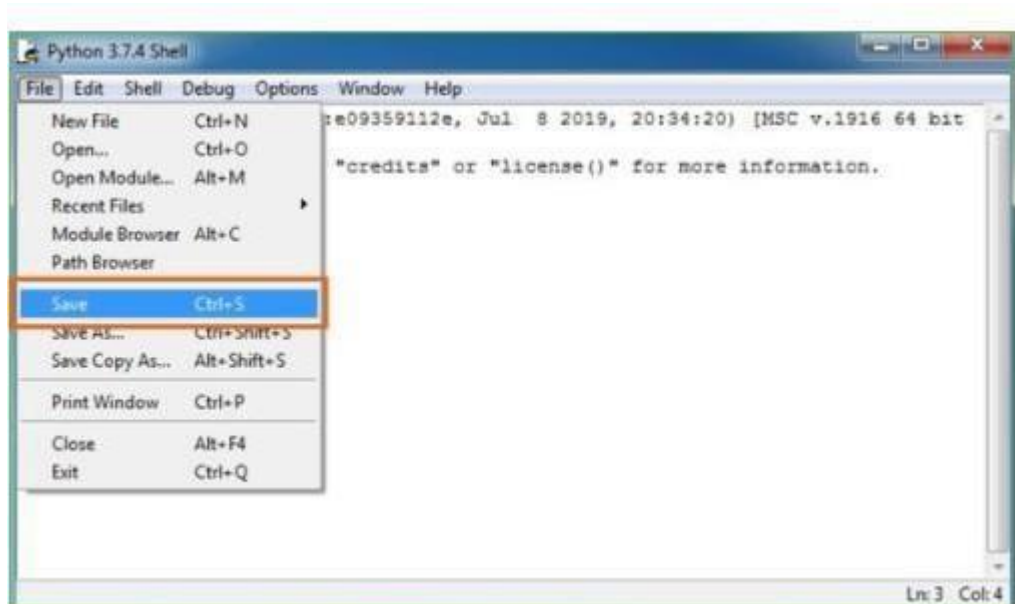 Python 3.7.4 Shell
File Edit Shell Debug Options Window Help
New File Ctrl+N
:e09359112e, Jul 8 2019, 20:34:20) [MSC v.1916 64 bit
Open... Ctrl+O
"credits" or "license()" for more information.
Open Module... Alt+M
Recent Files
Module Browser Alt+C
Path Browser
Save Ctrl+S
Save As... Ctrl+Shift+S
Save Copy As... Alt+Shift+S
Print Window Ctrl+P
Close Alt+F4
Exit Ctrl+Q
Ln: 3 Col: 4